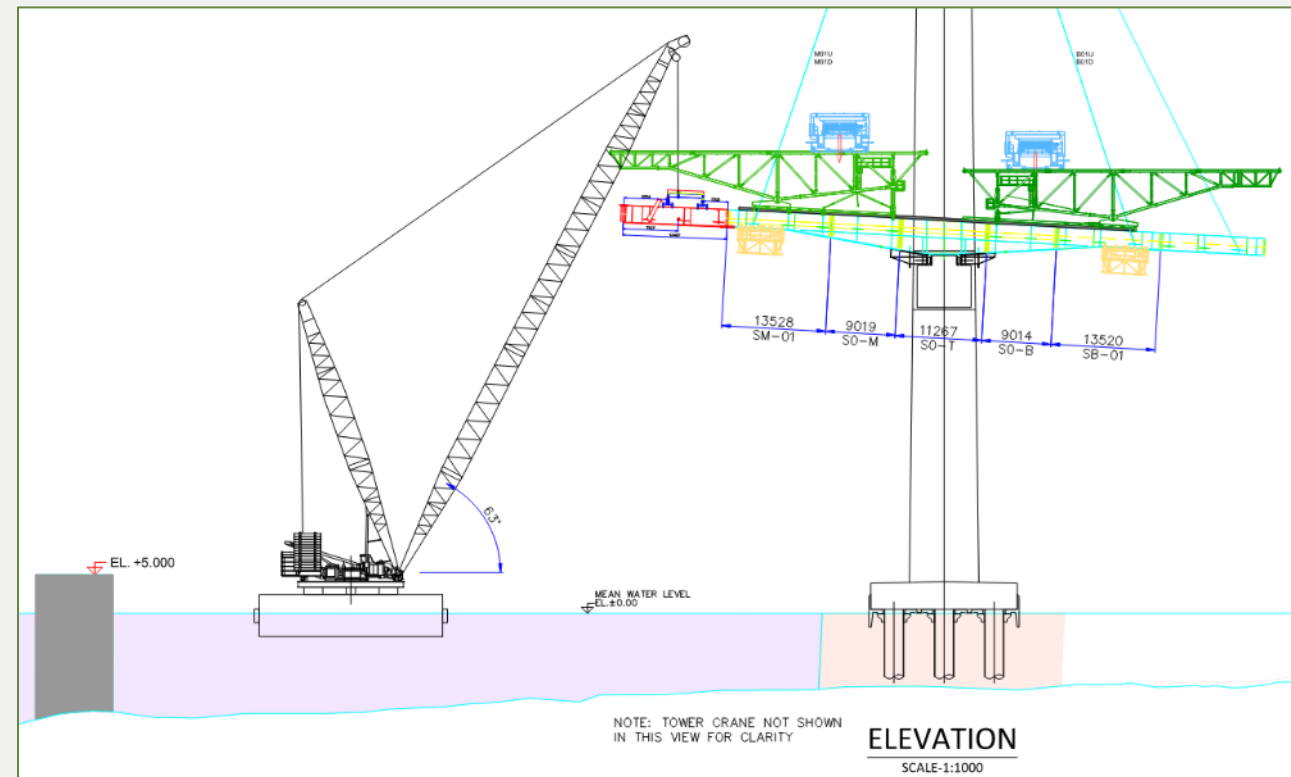 M01U
M01D
B01U
B01D
13528
SM-01
9019
S0-M
11267
S0-T
9014
S0-B
13520
SB-01
63°
EL. +5.000
MEAN WATER LEVEL
EL.±0.00
NOTE: TOWER CRANE NOT SHOWN
IN THIS VIEW FOR CLARITY
ELEVATION
SCALE-1:1000